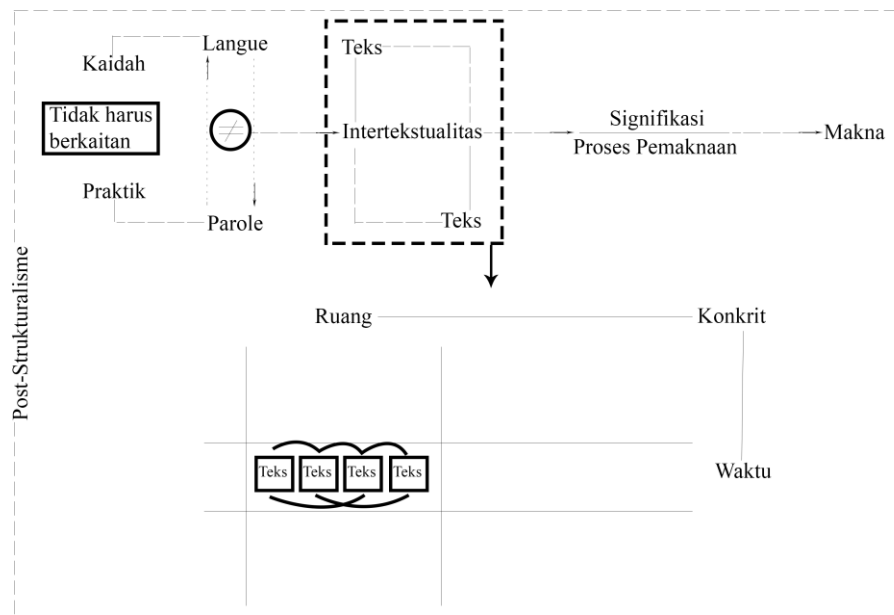 Langue
Kaidah
Tidak harus
berkaitan
≠
Praktik
Parole
Teks
Intertekstualitas
Teks
Signifikasi
Proses Pemaknaan
Makna
Post-Strukturalisme
Ruang
Konkrit
Teks
Teks
Teks
Teks
Waktu